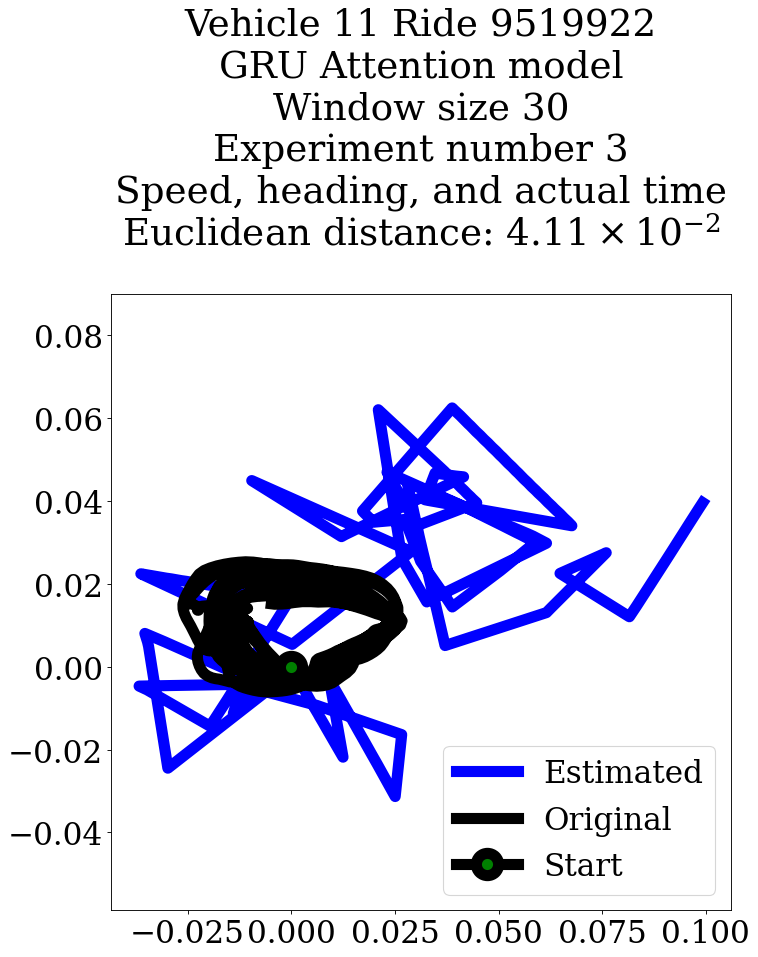 Vehicle 11 Ride 9519922
GRU Attention model
Window size 30
Experiment number 3
Speed, heading, and actual time
Euclidean distance: 4.11 × 10⁻²
0.08
0.06
0.04
0.02
0.00
−0.02
−0.04
Estimated
Original
Start
−0.025 0.000 0.025 0.050 0.075 0.100